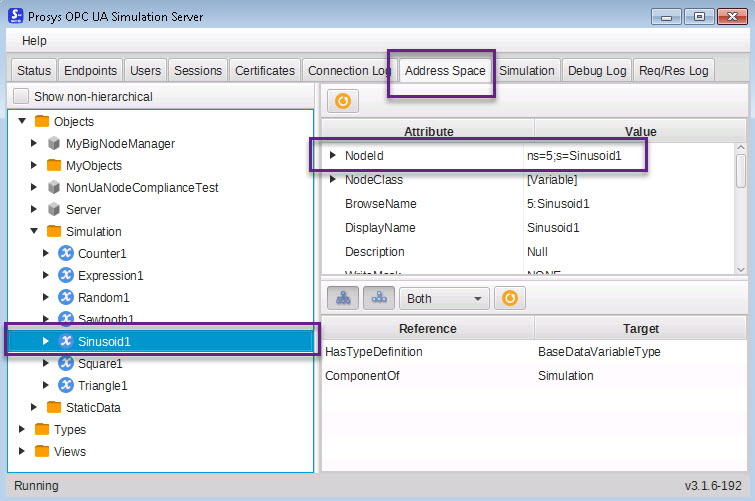 Prosys OPC UA Simulation Server
Help
Status Endpoints Users Sessions Certificates Connection Log Address Space Simulation Debug Log Req/Res Log
Show non-hierarchical
Objects
MyBigNodeManager
MyObjects
NonUaNodeComplianceTest
Server
Simulation
Counter1
Expression1
Random1
Sawtooth1
Sinusoid1
Square1
Triangle1
StaticData
Types
Views
Attribute Value
NodeId ns=5;s=Sinusoid1
NodeClass [Variable]
BrowseName 5:Sinusoid1
DisplayName Sinusoid1
Description Null
WriteMask NONE
Both
Reference Target
HasTypeDefinition BaseDataVariableType
ComponentOf Simulation
Running v3.1.6-192